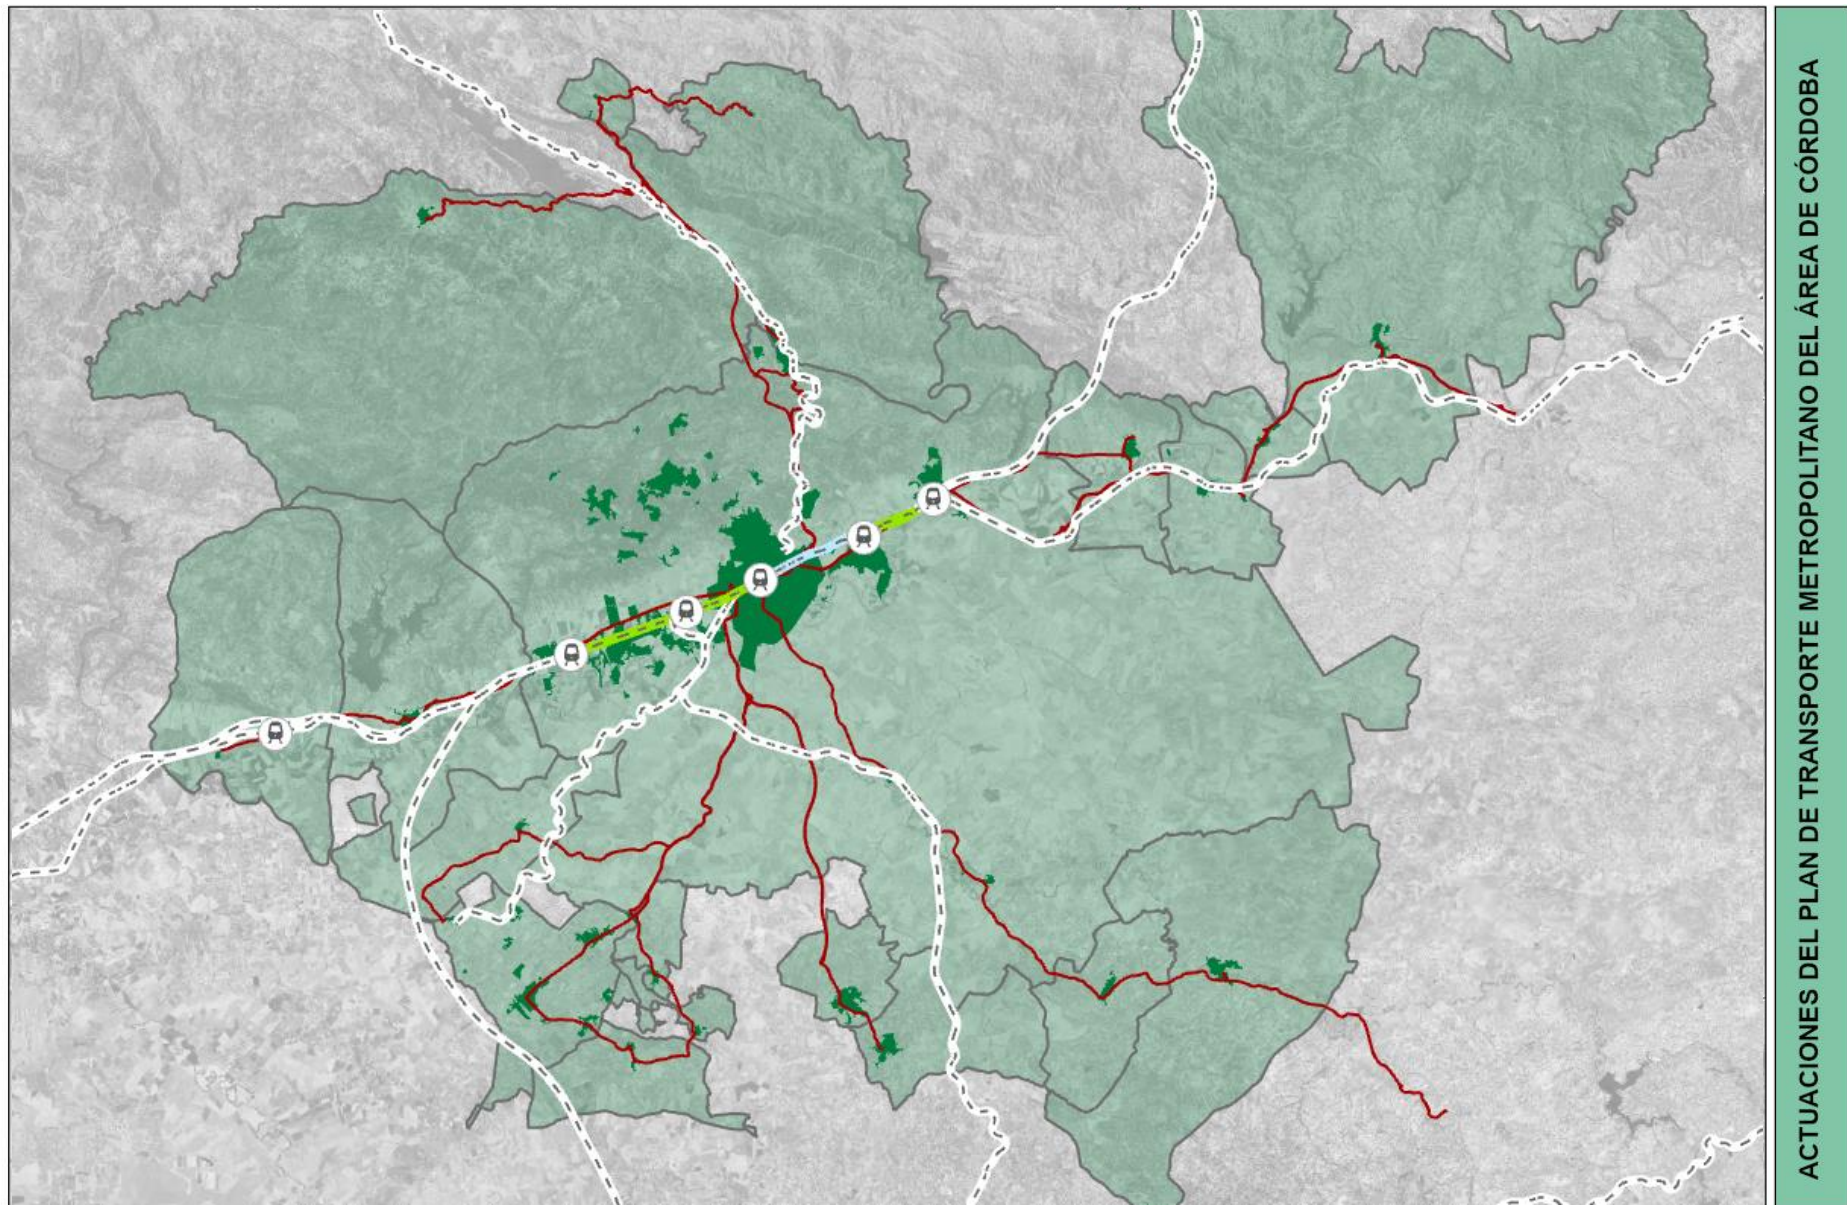 ACTUACIONES DEL PLAN DE TRANSPORTE METROPOLITANO DEL ÁREA DE CÓRDOBA